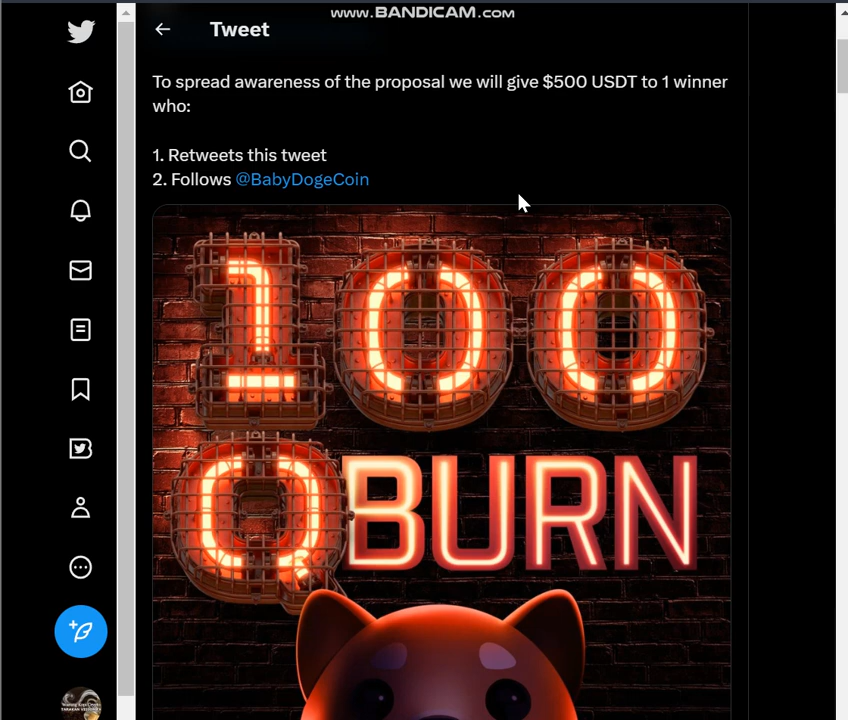 www.BANDICAM.com
Tweet
To spread awareness of the proposal we will give $500 USDT to 1 winner
who:
1. Retweets this tweet
2. Follows @BabyDogeCoin
100
Q BURN